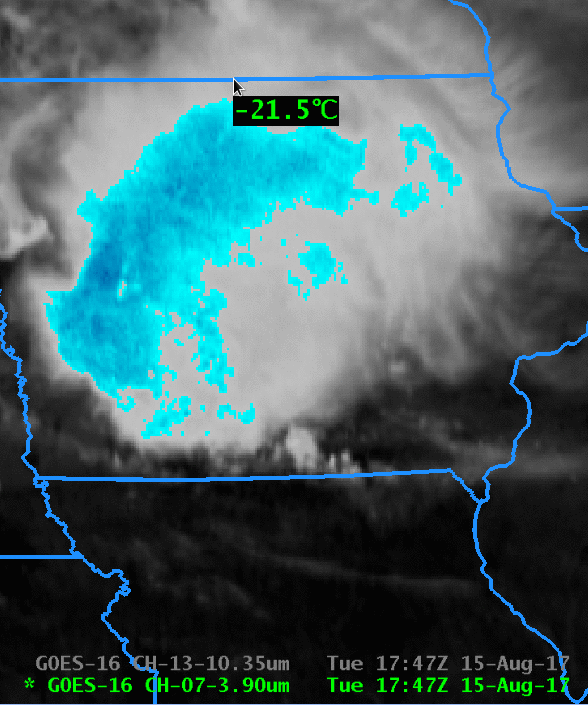 -21.5°C
GOES-16 CH-13-10.35um Tue 17:47Z 15-Aug-17
* GOES-16 CH-07-3.90um Tue 17:47Z 15-Aug-17